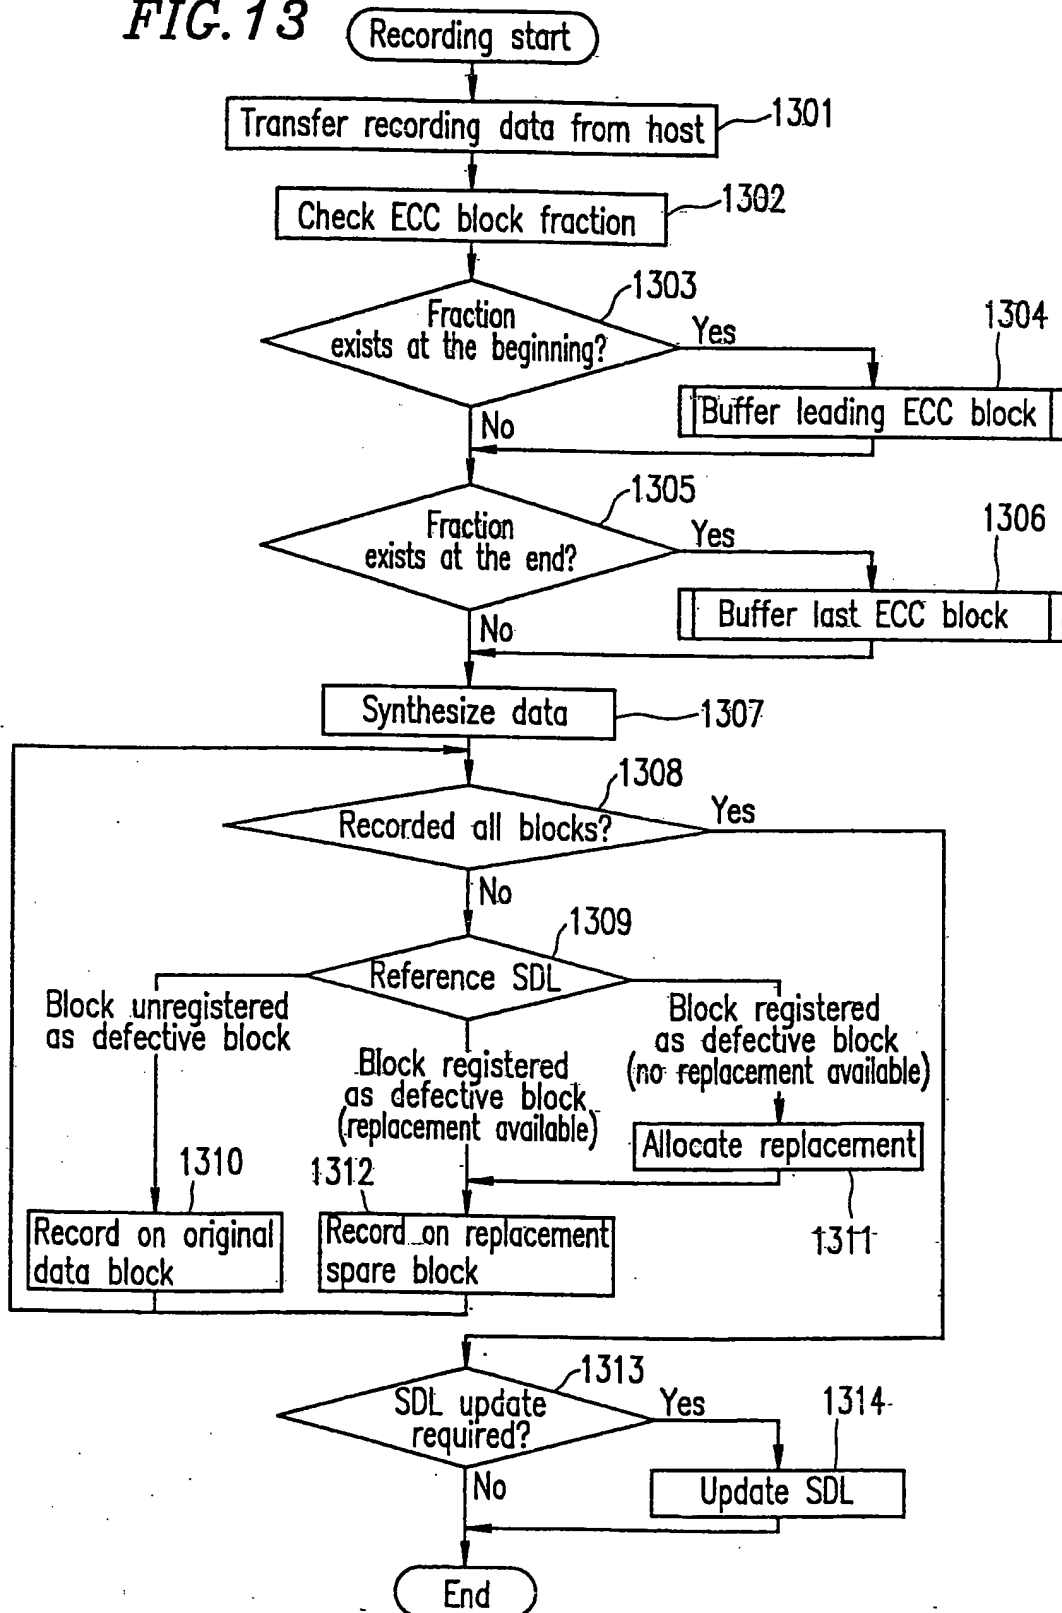 FIG.13
Recording start
Transfer recording data from host
1301
Check ECC block fraction
1302
1303
Fraction
exists at the beginning?
Yes
1304
Buffer leading ECC block
No
1305
Fraction
exists at the end?
Yes
1306
Buffer last ECC block
No
Synthesize data
1307
1308
Recorded all blocks?
Yes
No
1309
Reference SDL
Block unregistered
as defective block
Block registered
as defective block
(replacement available)
Block registered
as defective block
(no replacement available)
Allocate replacement
1311
1310
Record on original
data block
1312
Record on replacement
spare block
1313
SDL update
required?
Yes
1314
Update SDL
No
End